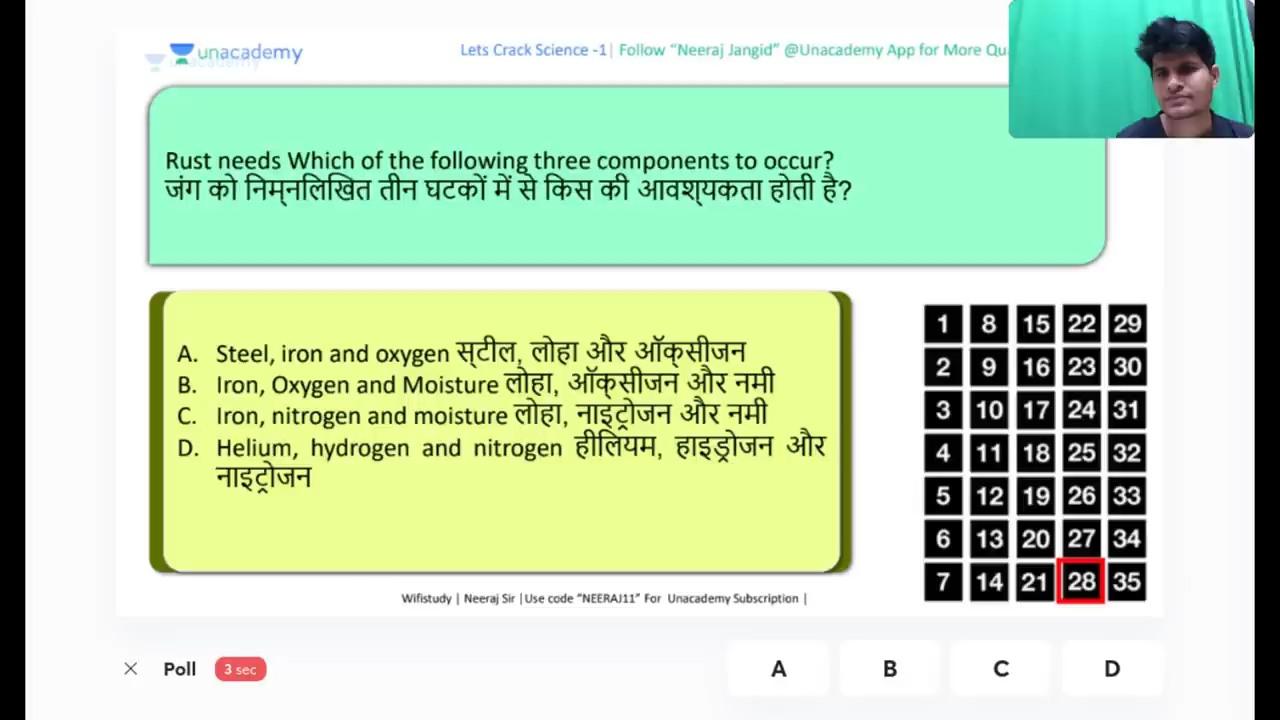 unacademy
Lets Crack Science -1| Follow “Neeraj Jangid” @Unacademy App for More Qu
Rust needs Which of the following three components to occur?
जंग को निम्नलिखित तीन घटकों में से किस की आवश्यकता होती है?
A. Steel, iron and oxygen स्टील, लोहा और ऑक्सीजन
B. Iron, Oxygen and Moisture लोहा, ऑक्सीजन और नमी
C. Iron, nitrogen and moisture लोहा, नाइट्रोजन और नमी
D. Helium, hydrogen and nitrogen हीलियम, हाइड्रोजन और
नाइट्रोजन
1 8 15 22 29
2 9 16 23 30
3 10 17 24 31
4 11 18 25 32
5 12 19 26 33
6 13 20 27 34
7 14 21 28 35
Wifistudy | Neeraj Sir |Use code “NEERAJ11” For Unacademy Subscription |
Poll 3 sec A B C D